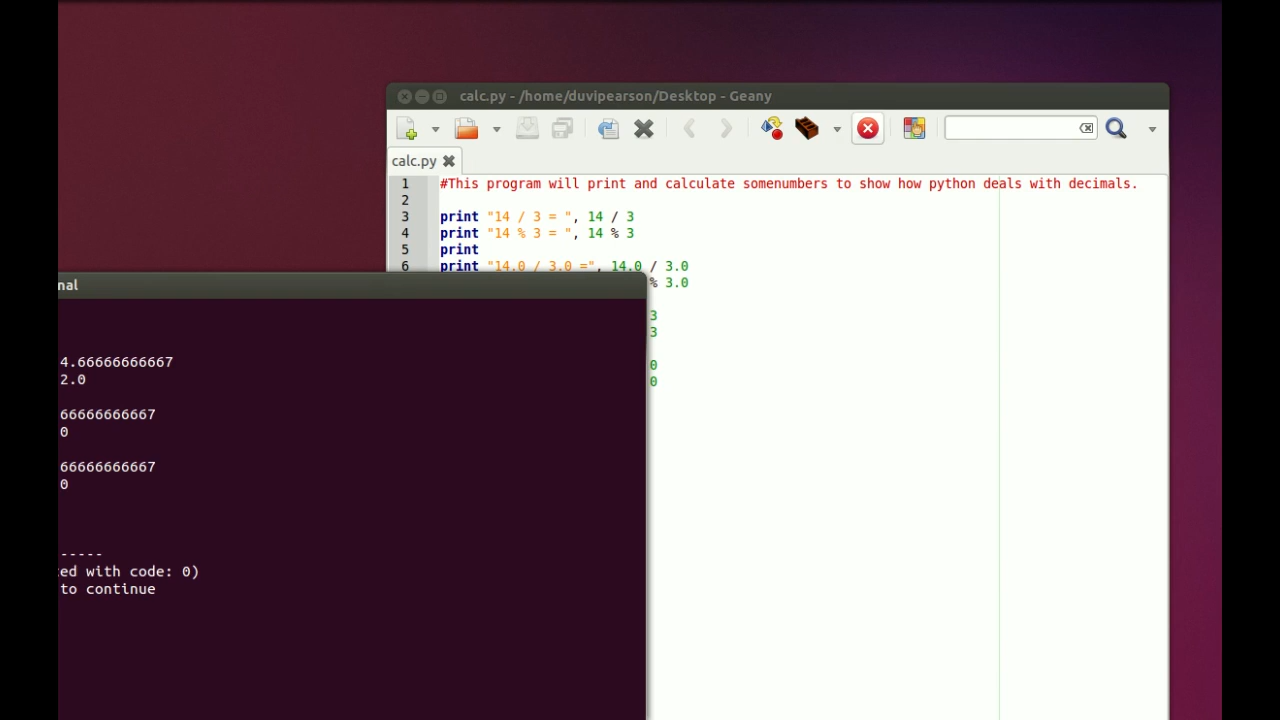 calc.py - /home/duvipearson/Desktop - Geany
calc.py
1 #This program will print and calculate somenumbers to show how python deals with decimals.
2
3 print "14 / 3 = ", 14 / 3
4 print "14 % 3 = ", 14 % 3
5 print
6 print "14.0 / 3.0 =", 14.0 / 3.0
% 3.0
3
3
0
0
nal
4.66666666667
2.0
66666666667
0
66666666667
0
-----
ed with code: 0)
to continue